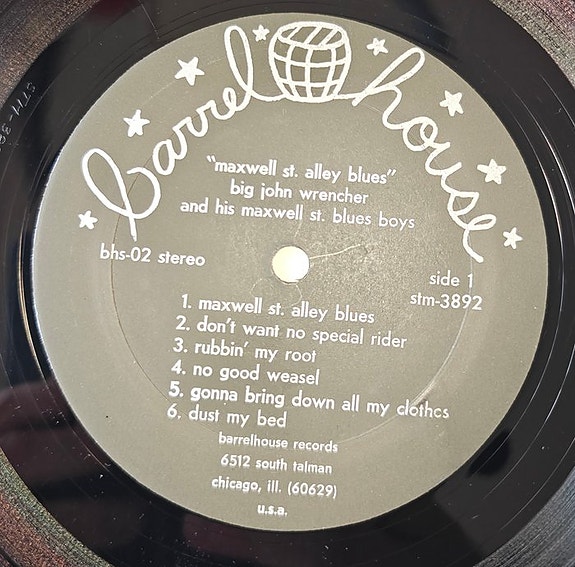 barrel house
"maxwell st. alley blues"
big john wrencher
and his maxwell st. blues boys
bhs-02 stereo
side 1
stm-3892
1. maxwell st. alley blues
2. don't want no special rider
3. rubbin' my root
4. no good weasel
5. gonna bring down all my clothes
6. dust my bed
barrelhouse records
6512 south talman
chicago, ill. (60629)
u.s.a.